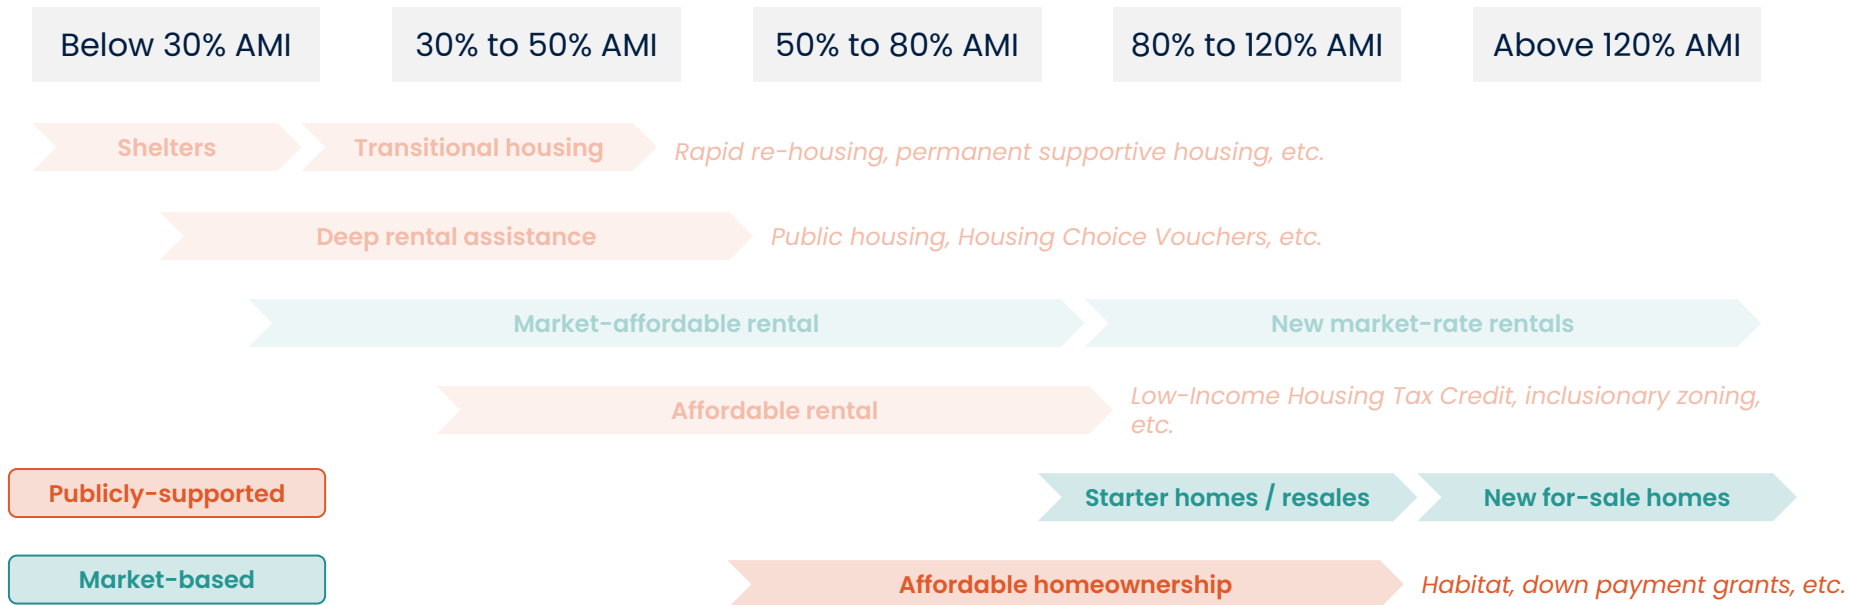 Below 30% AMI
30% to 50% AMI
50% to 80% AMI
80% to 120% AMI
Above 120% AMI
Shelters
Transitional housing
Rapid re-housing, permanent supportive housing, etc.
Deep rental assistance
Public housing, Housing Choice Vouchers, etc.
Market-affordable rental
New market-rate rentals
Affordable rental
Low-Income Housing Tax Credit, inclusionary zoning,
etc.
Publicly-supported
Starter homes / resales
New for-sale homes
Market-based
Affordable homeownership
Habitat, down payment grants, etc.